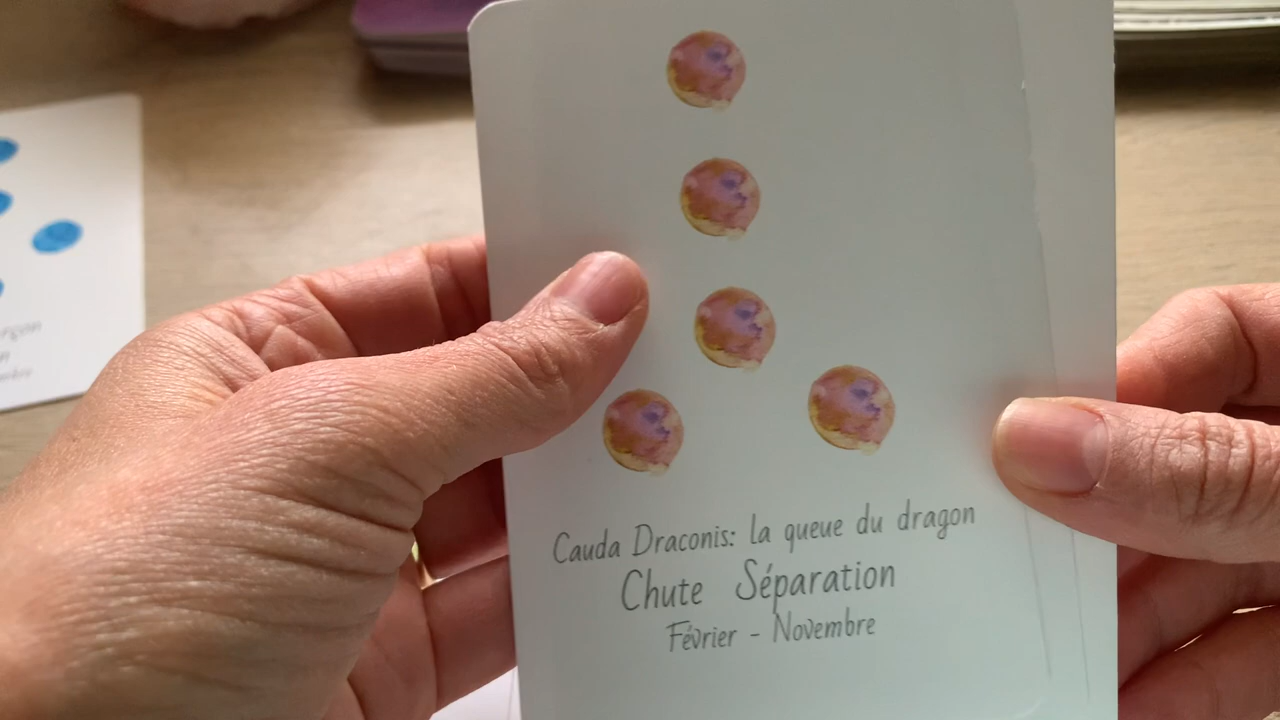 Cauda Draconis: la queue du dragon
Chute Séparation
Février - Novembre